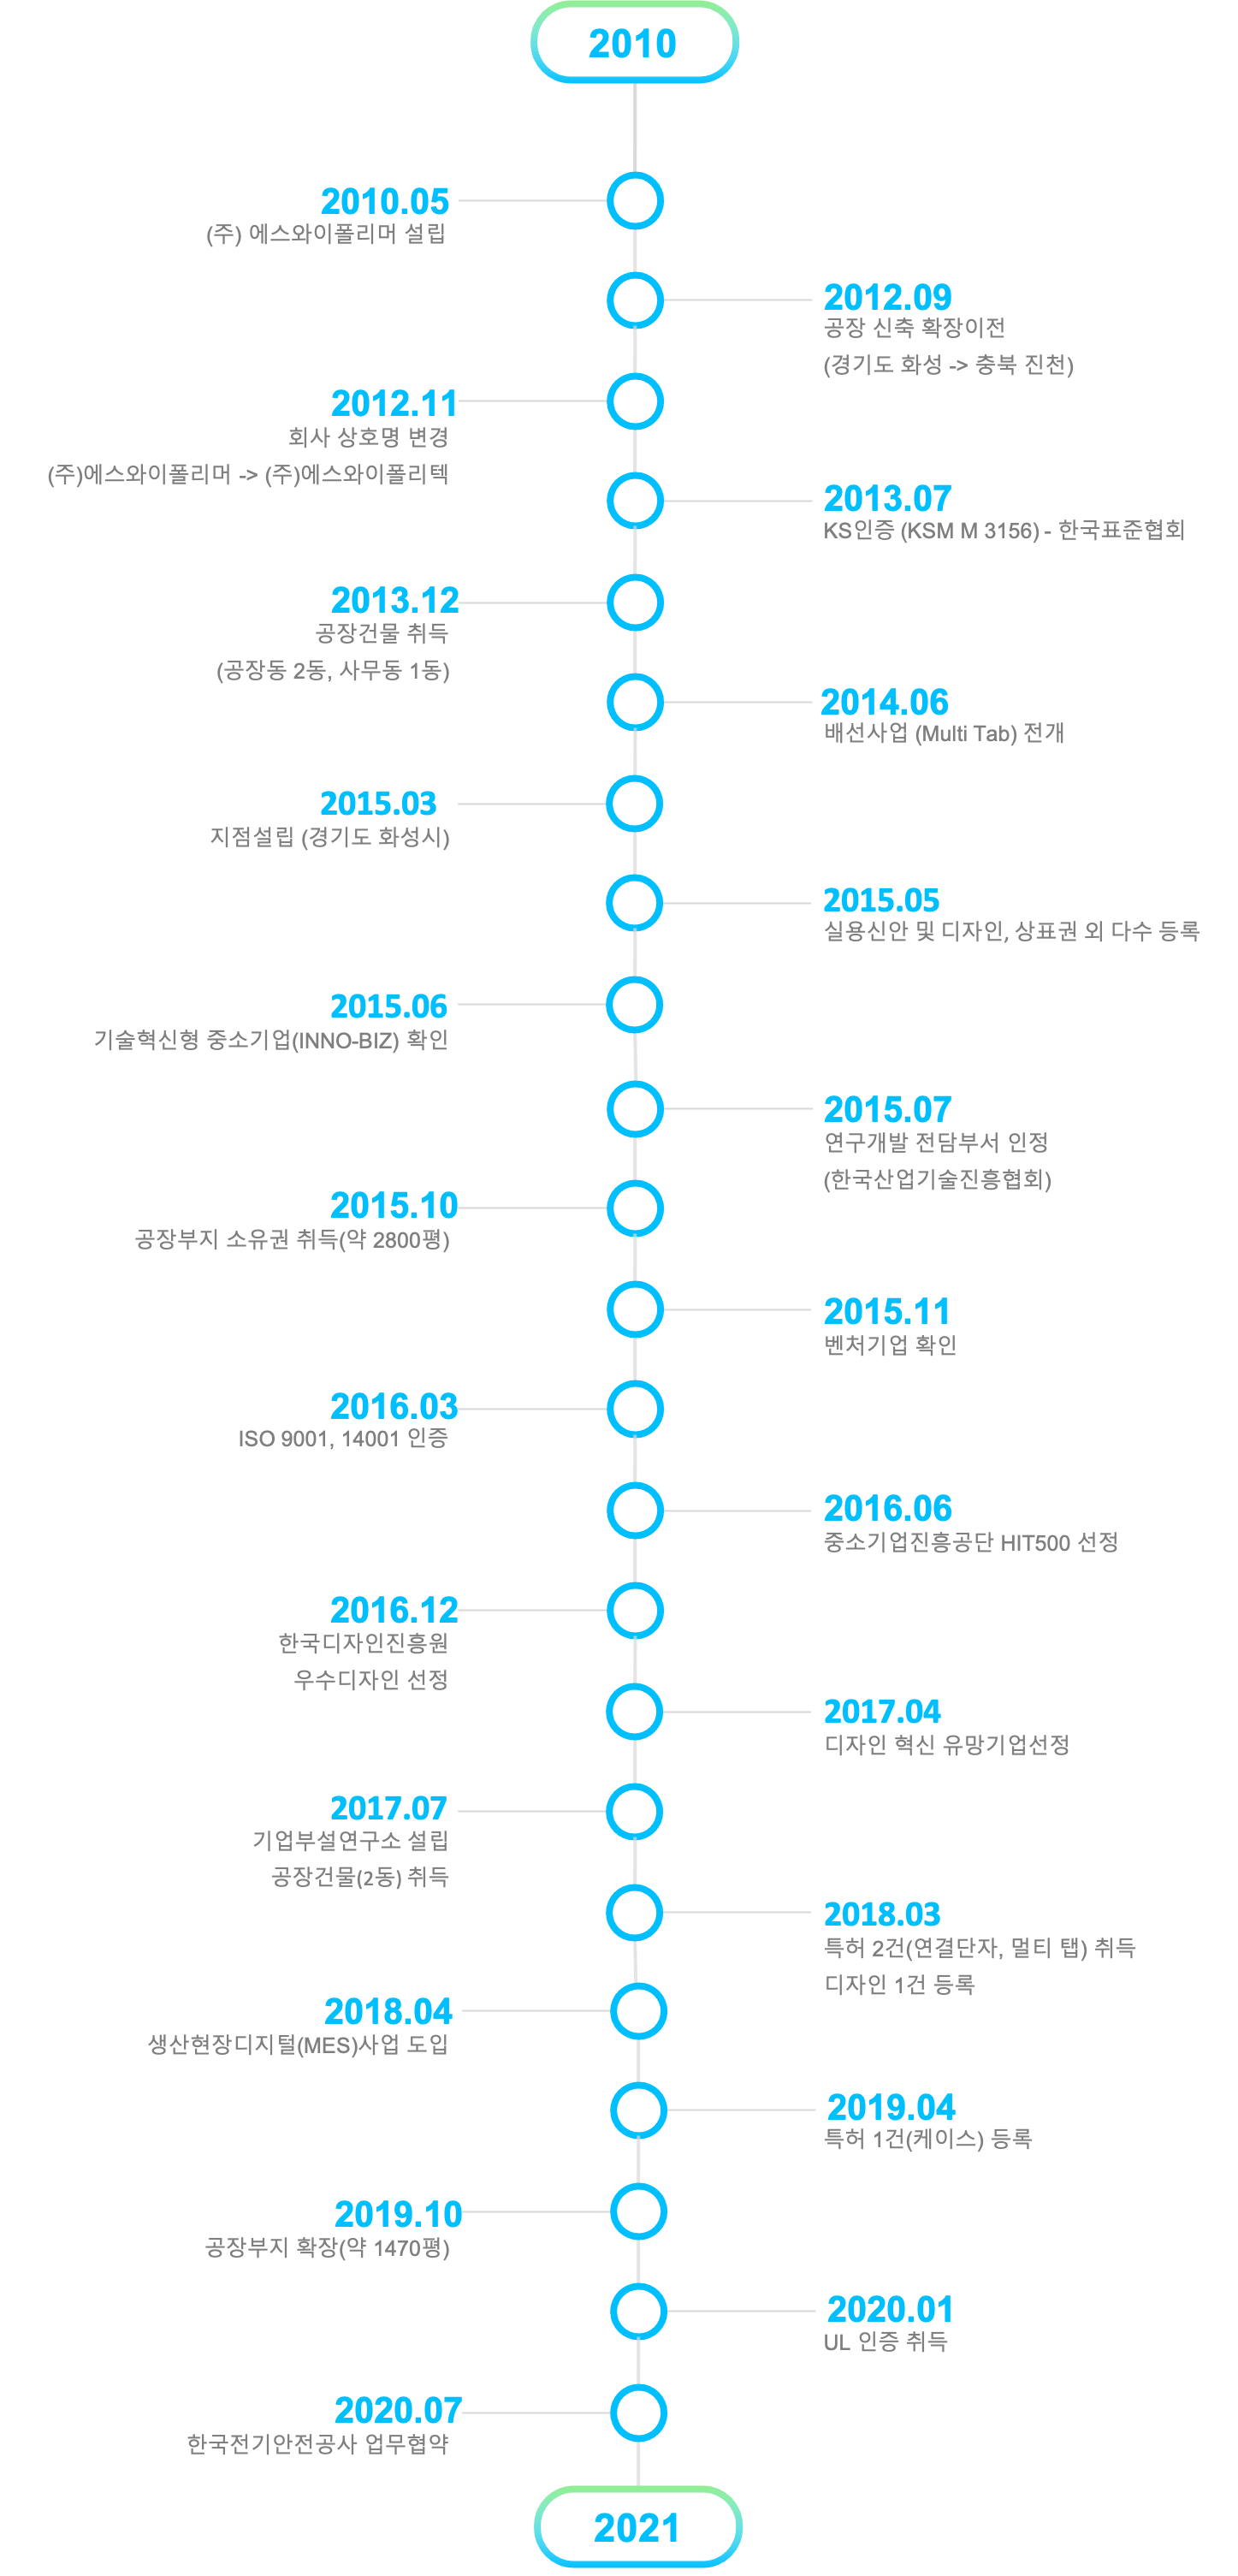 2010
2010.05
(주) 에스와이폴리머 설립
2012.09
공장 신축 확장이전
(경기도 화성 -> 충북 진천)
2012.11
회사 상호명 변경
(주)에스와이폴리머 -> (주)에스와이폴리텍
2013.07
KS인증 (KSM M 3156) - 한국표준협회
2013.12
공장건물 취득
(공장동 2동, 사무동 1동)
2014.06
배선사업 (Multi Tab) 전개
2015.03
지점설립 (경기도 화성시)
2015.05
실용신안 및 디자인, 상표권 외 다수 등록
2015.06
기술혁신형 중소기업(INNO-BIZ) 확인
2015.07
연구개발 전담부서 인정
(한국산업기술진흥협회)
2015.10
공장부지 소유권 취득(약 2800평)
2015.11
벤처기업 확인
2016.03
ISO 9001, 14001 인증
2016.06
중소기업진흥공단 HIT500 선정
2016.12
한국디자인진흥원
우수디자인 선정
2017.04
디자인 혁신 유망기업선정
2017.07
기업부설연구소 설립
공장건물(2동) 취득
2018.03
특허 2건(연결단자, 멀티 탭) 취득
디자인 1건 등록
2018.04
생산현장디지털(MES)사업 도입
2019.04
특허 1건(케이스) 등록
2019.10
공장부지 확장(약 1470평)
2020.01
UL 인증 취득
2020.07
한국전기안전공사 업무협약
2021